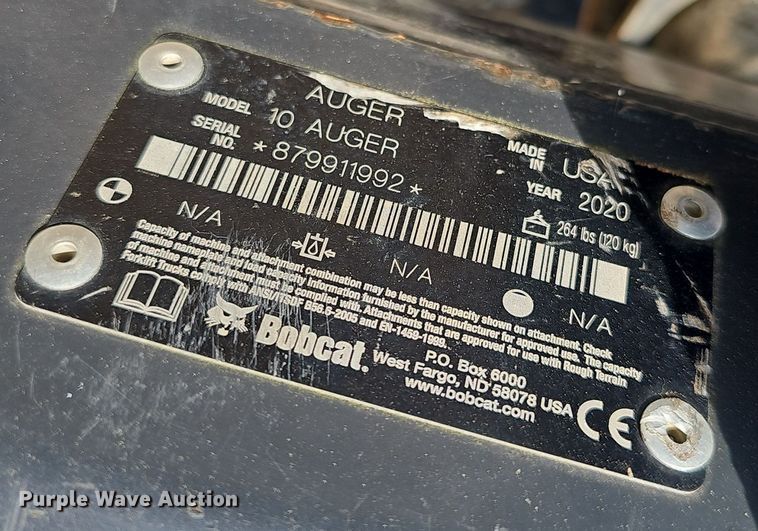 AUGER
MODEL 10 AUGER
SERIAL NO. *879911992*
MADE IN USA
YEAR 2020
264 lbs (120 kg)
N/A
N/A
N/A
Capacity of machine and attachment combination may be less than capacity shown on attachment. Check
machine nameplate and load capacity information furnished by the manufacturer for approved use. The capacity
of machine and attachment must be complied with. Attachments that are approved for use with Rough Terrain
Forklift Trucks comply with ANSI/ITSDF B56.6-2005 and EN-1459-1999.
Bobcat.
P.O. Box 6000
West Fargo, ND 58078 USA
www.bobcat.com
CE
Purple Wave Auction